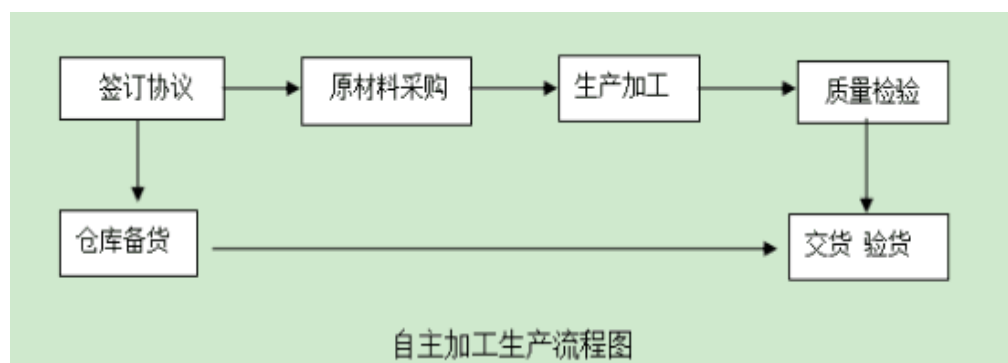 签订协议
原材料采购
生产加工
质量检验
仓库备货
交货 验货
自主加工生产流程图